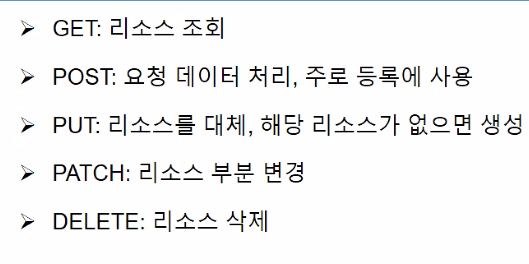 ➢ GET: 리소스 조회
➢ POST: 요청 데이터 처리, 주로 등록에 사용
➢ PUT: 리소스를 대체, 해당 리소스가 없으면 생성
➢ PATCH: 리소스 부분 변경
➢ DELETE: 리소스 삭제